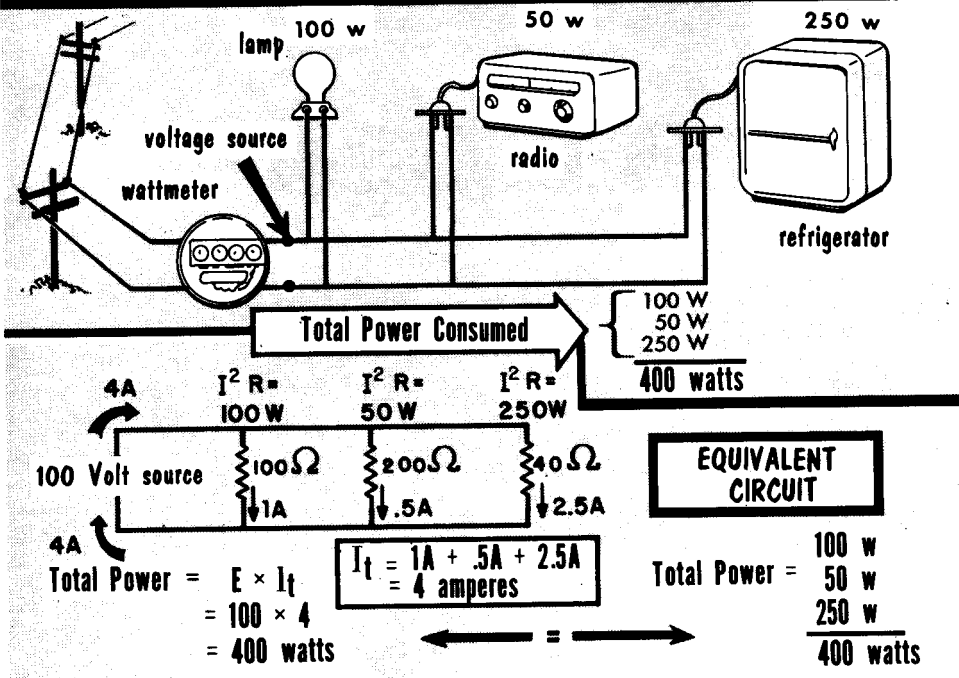 lamp 100 w
50 w
250 w
voltage source
radio
wattmeter
refrigerator
Total Power Consumed
100 W
50 W
250 W
400 watts
4A
I² R=
100 W
I² R=
50 W
I² R=
250W
100 Volt source
100Ω
200Ω
40Ω
1A
.5A
2.5A
4A
EQUIVALENT
CIRCUIT
It = 1A + .5A + 2.5A
= 4 amperes
Total Power = E × It
= 100 × 4
= 400 watts
=
Total Power =
100 w
50 w
250 w
400 watts